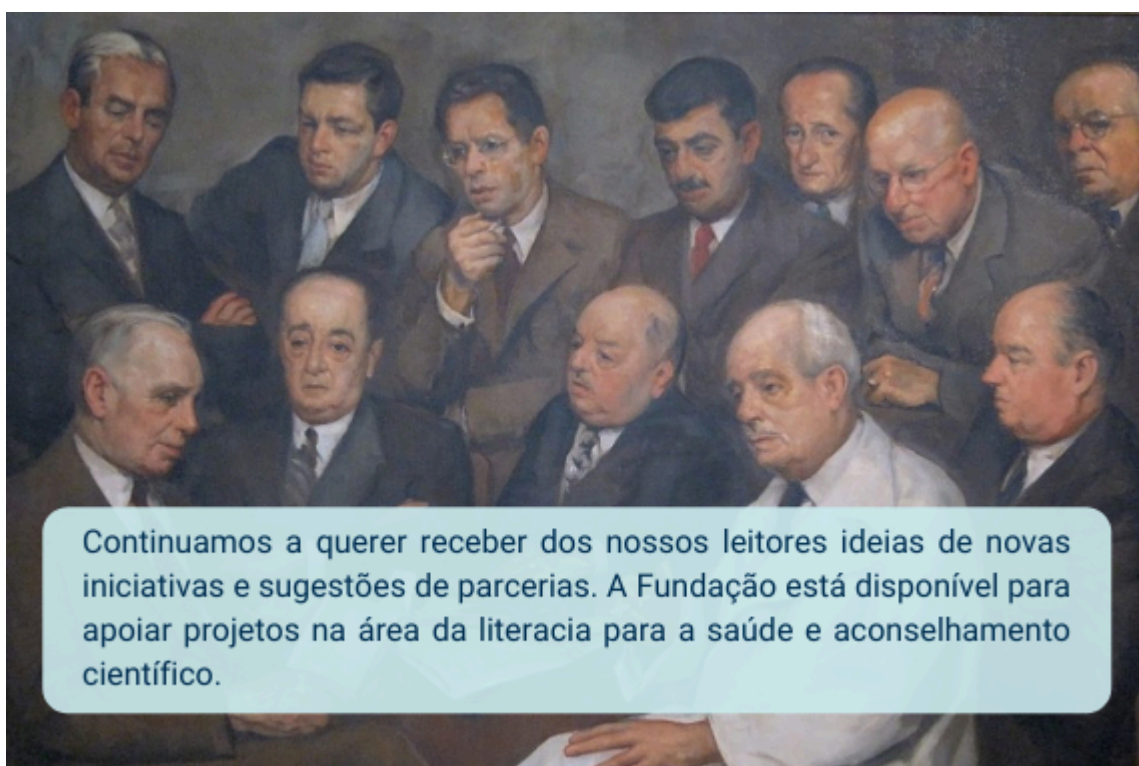 Continuamos a querer receber dos nossos leitores ideias de novas
iniciativas e sugestões de parcerias. A Fundação está disponível para
apoiar projetos na área da literacia para a saúde e aconselhamento
científico.